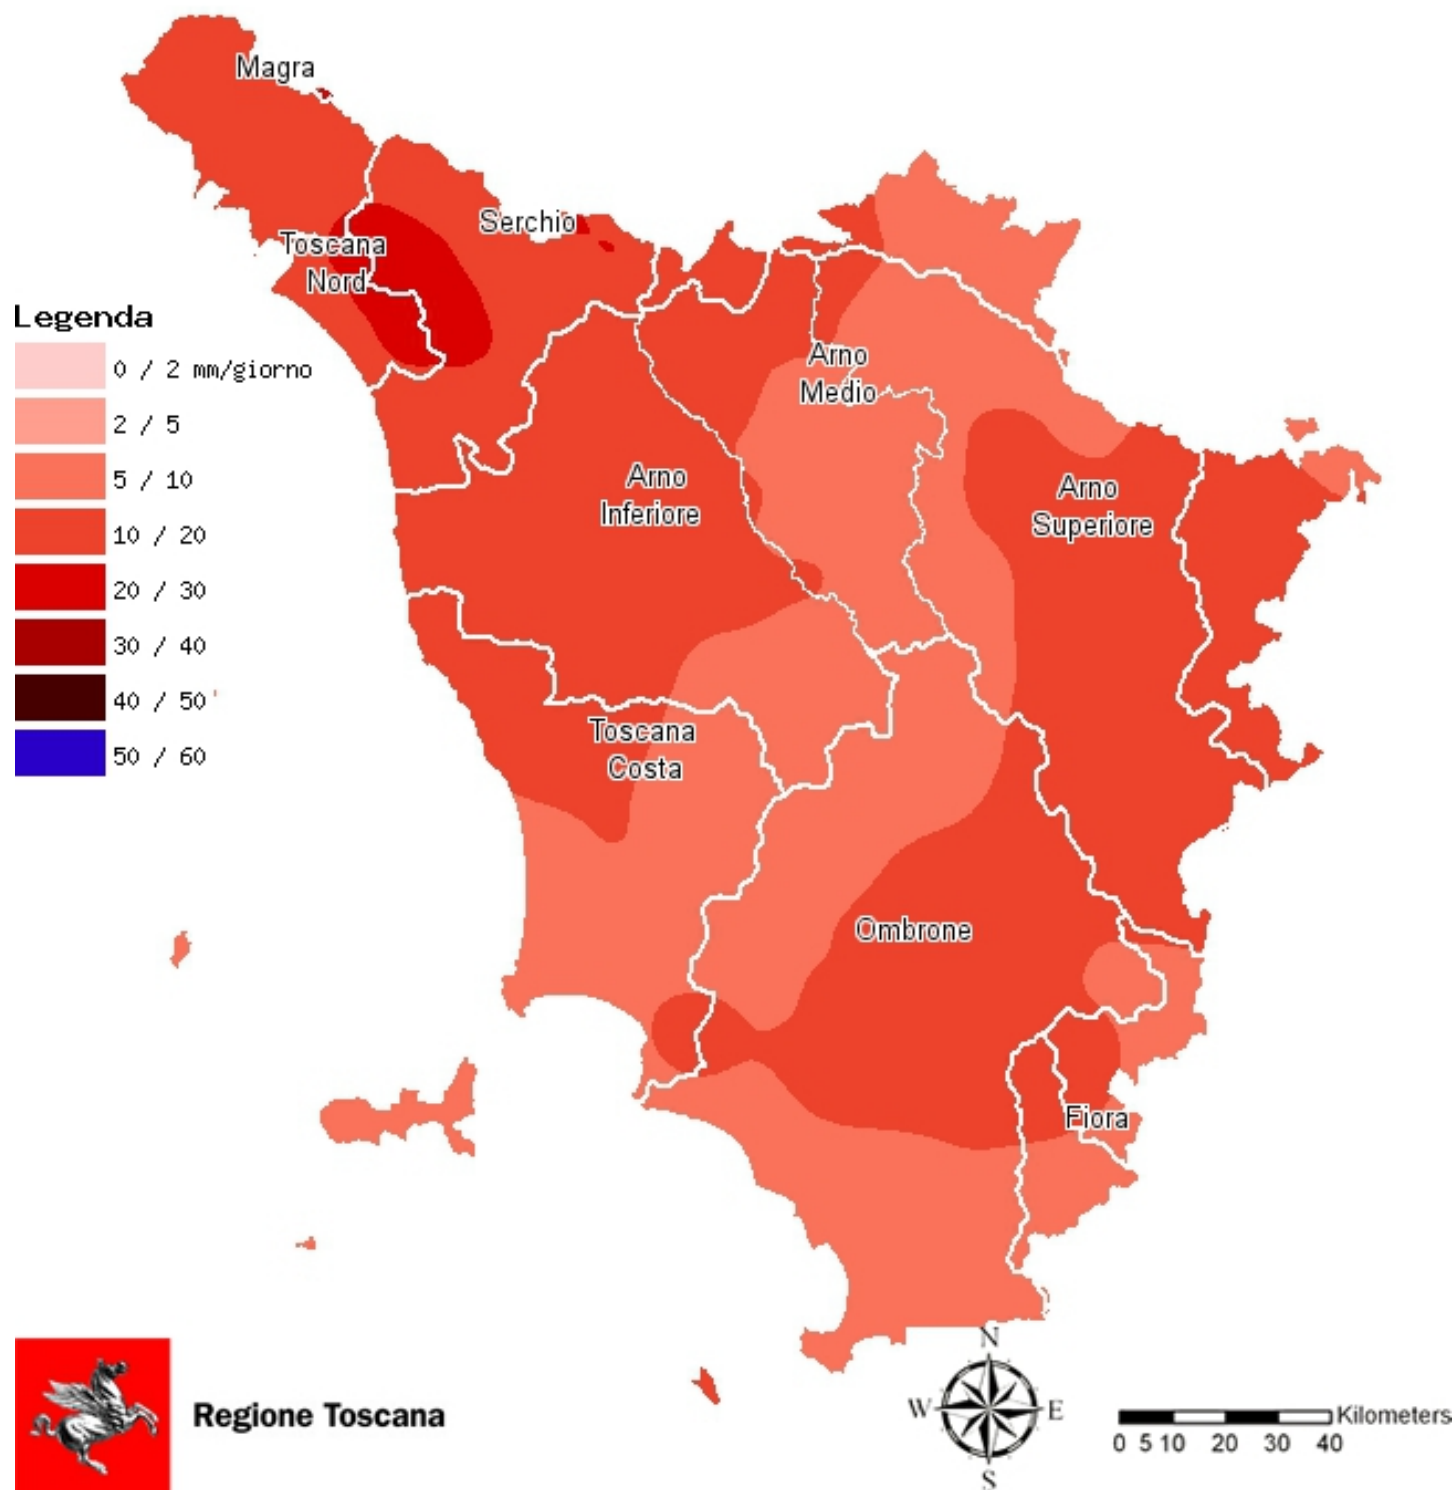 Magra
Serchio
Toscana
Nord
Legenda
0 / 2 mm/giorno
2 / 5
5 / 10
10 / 20
20 / 30
30 / 40
40 / 50
50 / 60
Arno
Medio
Arno
Inferiore
Arno
Superiore
Toscana
Costa
Ombrone
Fiora
Regione Toscana
N
W E
S
Kilometers
0 5 10 20 30 40